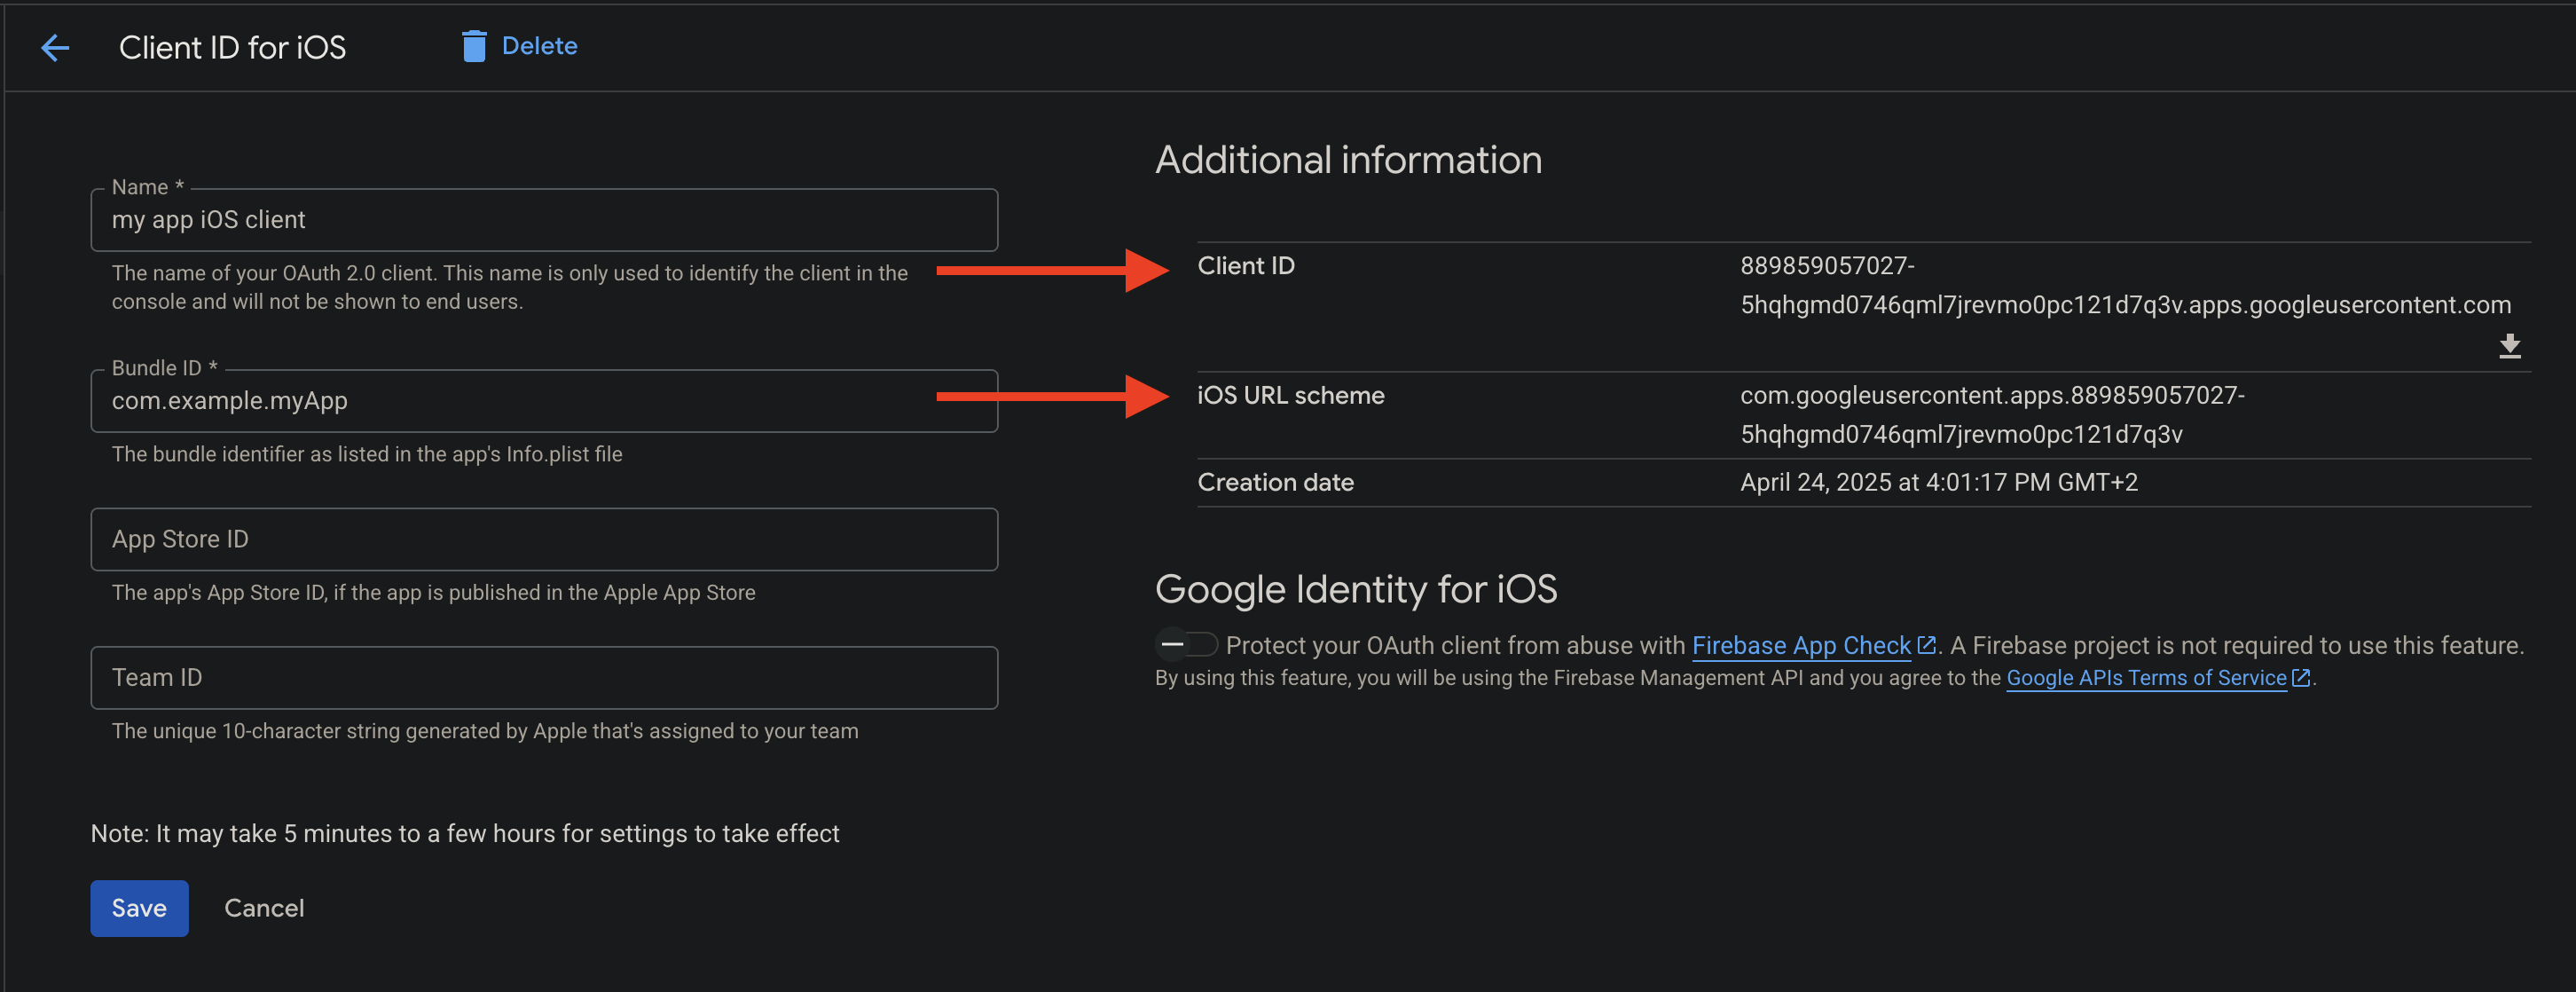 Client ID for iOS
Delete
Name *
my app iOS client
The name of your OAuth 2.0 client. This name is only used to identify the client in the
console and will not be shown to end users.
Bundle ID *
com.example.myApp
The bundle identifier as listed in the app's Info.plist file
App Store ID
The app's App Store ID, if the app is published in the Apple App Store
Team ID
The unique 10-character string generated by Apple that's assigned to your team
Note: It may take 5 minutes to a few hours for settings to take effect
Save
Cancel
Additional information
Client ID
889859057027-
5hqhgmd0746qml7jrevmo0pc121d7q3v.apps.googleusercontent.com
iOS URL scheme
com.googleusercontent.apps.889859057027-
5hqhgmd0746qml7jrevmo0pc121d7q3v
Creation date
April 24, 2025 at 4:01:17 PM GMT+2
Google Identity for iOS
Protect your OAuth client from abuse with Firebase App Check. A Firebase project is not required to use this feature.
By using this feature, you will be using the Firebase Management API and you agree to the Google APIs Terms of Service.